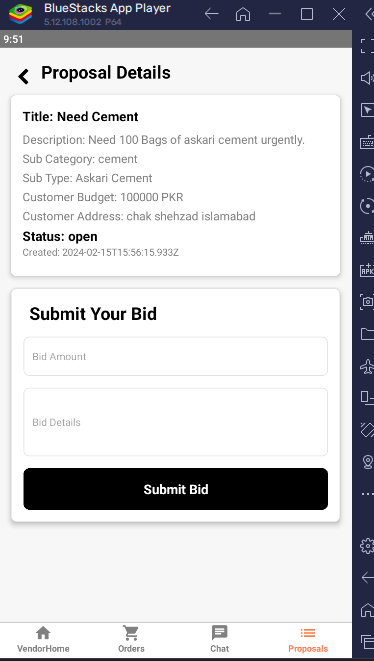 BlueStacks App Player
5.12.108.1002 P64
9:51
Proposal Details
Title: Need Cement
Description: Need 100 Bags of askari cement urgently.
Sub Category: cement
Sub Type: Askari Cement
Customer Budget: 100000 PKR
Customer Address: chak shehzad islamabad
Status: open
Created: 2024-02-15T15:56:15.933Z
Submit Your Bid
Bid Amount
Bid Details
Submit Bid
VendorHome
Orders
Chat
Proposals